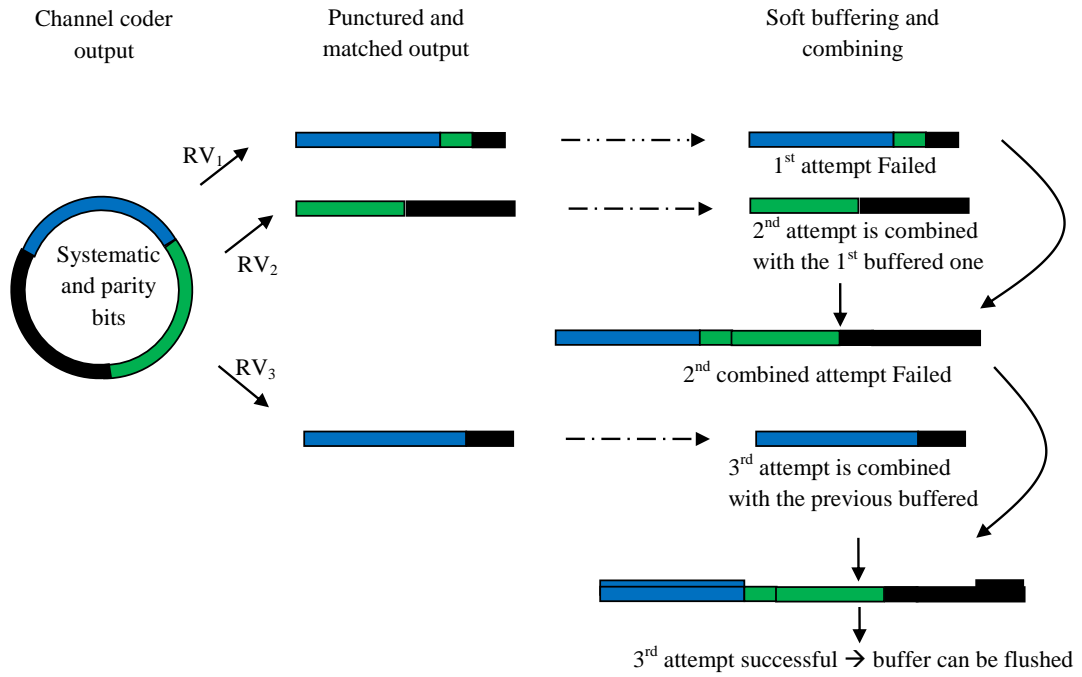 Channel coder
output
Punctured and
matched output
Soft buffering and
combining
RV1
1st attempt Failed
Systematic
and parity
bits
RV2
2nd attempt is combined
with the 1st buffered one
RV3
2nd combined attempt Failed
3rd attempt is combined
with the previous buffered
3rd attempt successful → buffer can be flushed